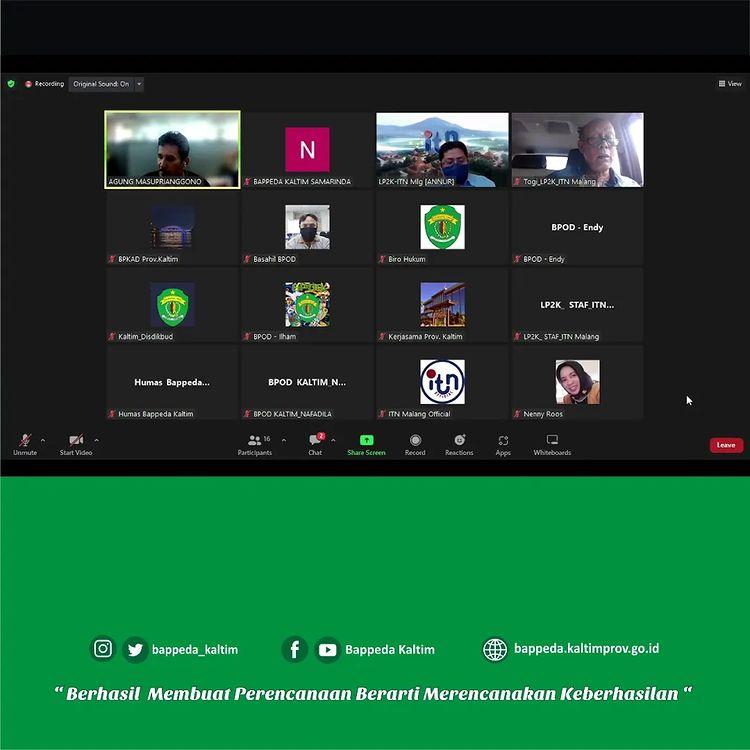 Recording
Original Sound: On
View
AGUNG MASUPRIANGGONO
N
BAPPEDA KALTIM SAMARINDA
itn
LP2K-ITN Mlg [ANNUR]
Togi_LP2K_ITN Malang
BPKAD Prov.Kaltim
Basahil BPOD
Biro Hukum
BPOD - Endy
BPOD - Endy
Kaltim_Disdikbud
BPOD - Ilham
Kerjasama Prov. Kaltim
LP2K_ STAF_ITN...
LP2K_ STAF_ITN Malang
Humas Bappeda...
Humas Bappeda Kaltim
BPOD KALTIM_N...
BPOD KALTIM_NAFADILA
itn
ITN Malang Official
Nenny Roos
Unmute
Start Video
16
Participants
2
Chat
Share Screen
Record
Reactions
Apps
Whiteboards
Leave
bappeda_kaltim
Bappeda Kaltim
bappeda.kaltimprov.go.id
“ Berhasil Membuat Perencanaan Berarti Merencanakan Keberhasilan “